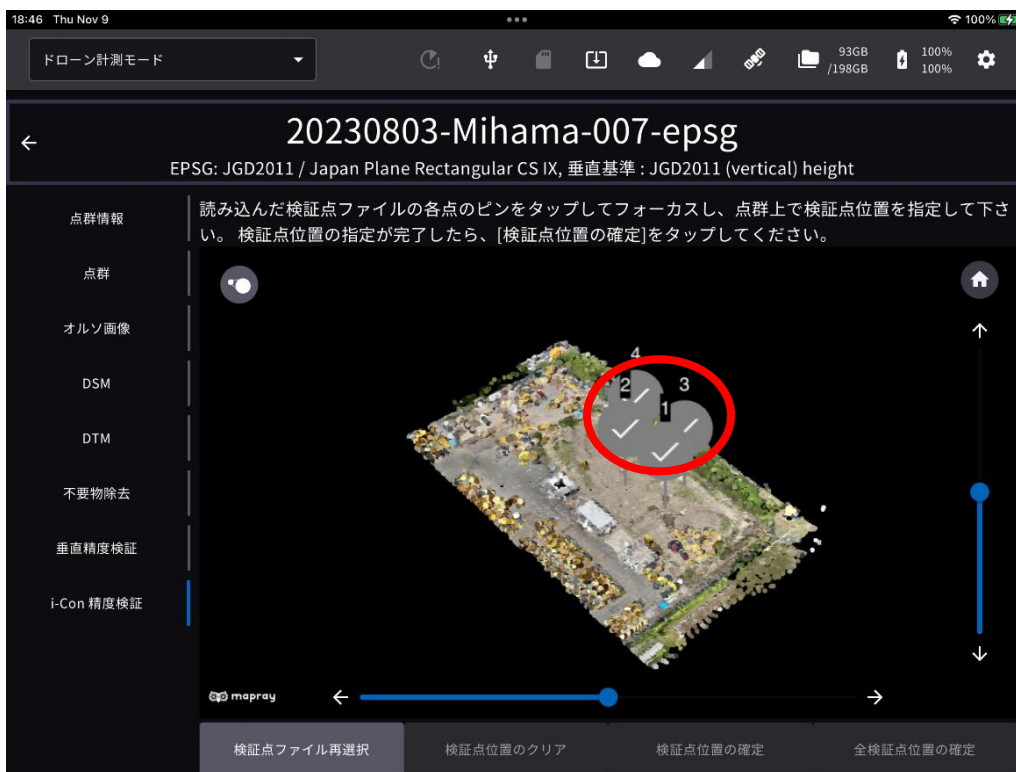 18:46 Thu Nov 9
100%
ドローン計測モード
93GB
/198GB
100%
100%
20230803-Mihama-007-epsg
EPSG: JGD2011 / Japan Plane Rectangular CS IX, 垂直基準 : JGD2011 (vertical) height
点群情報
点群
オルソ画像
DSM
DTM
不要物除去
垂直精度検証
i-Con 精度検証
読み込んだ検証点ファイルの各点のピンをタップしてフォーカスし、点群上で検証点位置を指定して下さ
い。 検証点位置の指定が完了したら、[検証点位置の確定]をタップしてください。
4
2
3
1
mapray
検証点ファイル再選択
検証点位置のクリア
検証点位置の確定
全検証点位置の確定